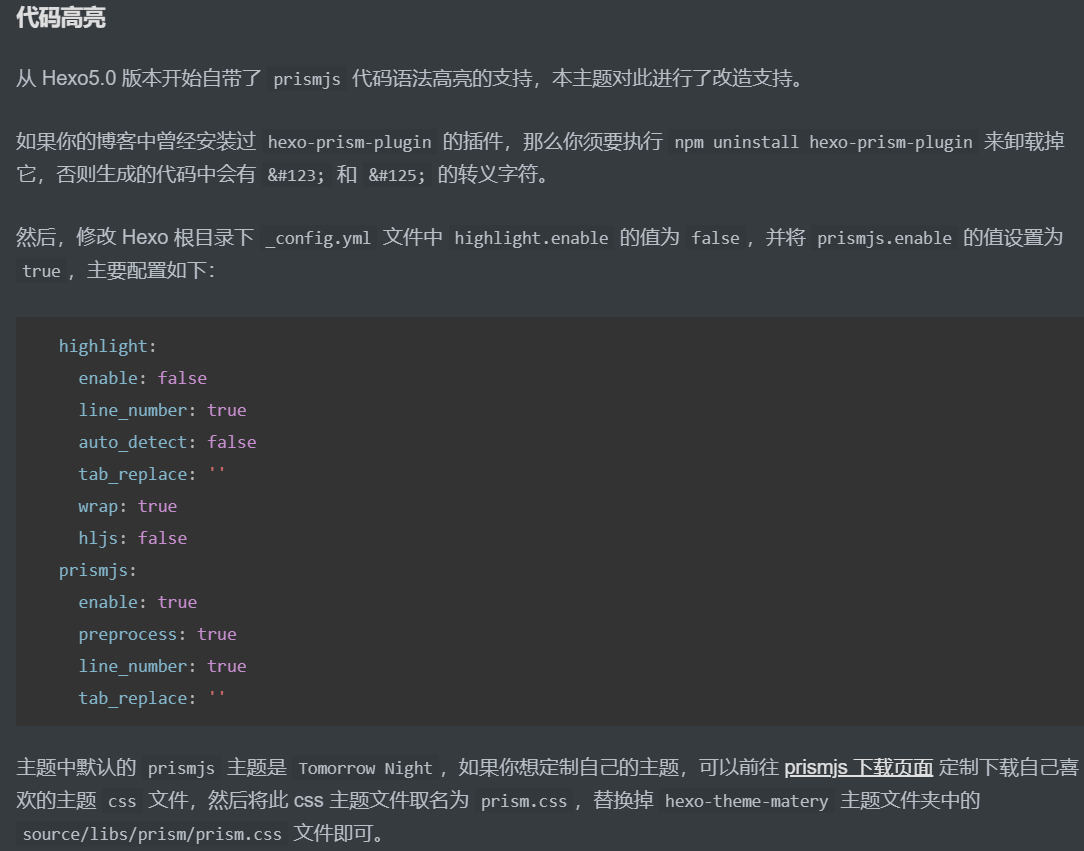 代码高亮
从 Hexo5.0 版本开始自带了 prismjs 代码语法高亮的支持，本主题对此进行了改造支持。
如果你的博客中曾经安装过 hexo-prism-plugin 的插件，那么你须要执行 npm uninstall hexo-prism-plugin 来卸载掉
它，否则生成的代码中会有 &#123; 和 &#125; 的转义字符。
然后，修改 Hexo 根目录下 _config.yml 文件中 highlight.enable 的值为 false ，并将 prismjs.enable 的值设置为
true ，主要配置如下：
highlight:
  enable: false
  line_number: true
  auto_detect: false
  tab_replace: ''
  wrap: true
  hljs: false
prismjs:
  enable: true
  preprocess: true
  line_number: true
  tab_replace: ''
主题中默认的 prismjs 主题是 Tomorrow Night ，如果你想定制自己的主题，可以前往 prismjs 下载页面 定制下载自己喜
欢的主题 css 文件，然后将此 css 主题文件取名为 prism.css ，替换掉 hexo-theme-matery 主题文件夹中的
source/libs/prism/prism.css 文件即可。